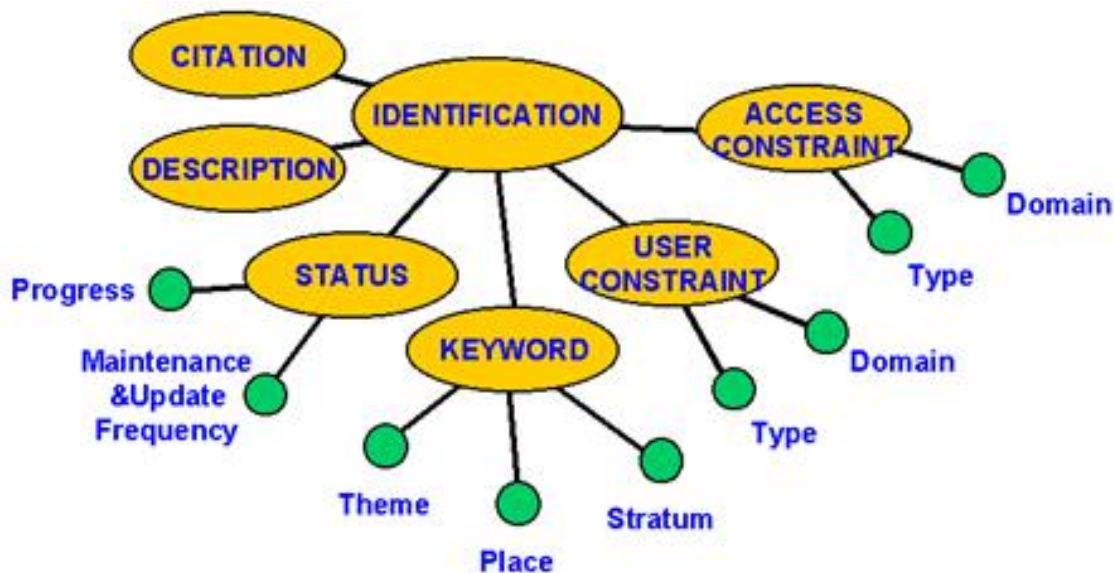 CITATION
IDENTIFICATION
ACCESS
CONSTRAINT
DESCRIPTION
Domain
USER
CONSTRAINT
STATUS
Type
Progress
KEYWORD
Maintenance
&Update
Frequency
Domain
Type
Theme
Stratum
Place